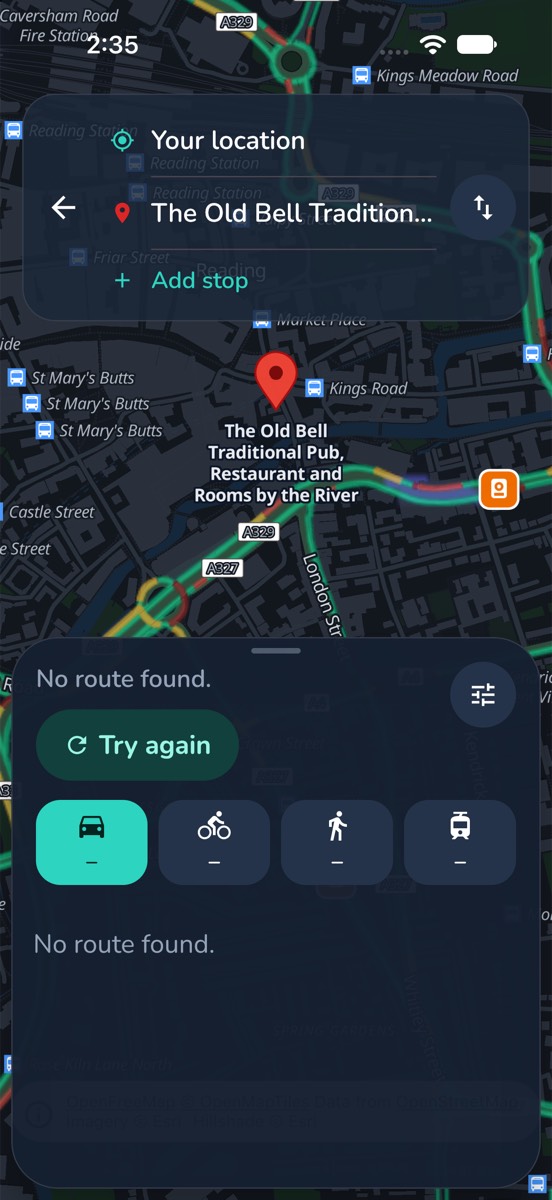 Caversham Road
Fire Station
A329
2:35
Kings Meadow Road
Reading Station
Your location
Reading Station
Reading Station
A329
The Old Bell Tradition...
Friar Street
Reading
Add stop
Market Place
St Mary's Butts
Kings Road
St Mary's Butts
St Mary's Butts
The Old Bell
Traditional Pub,
Restaurant and
Rooms by the River
Castle Street
A329
e Street
A327
London Str
No route found.
Try again
–
–
–
–
No route found.